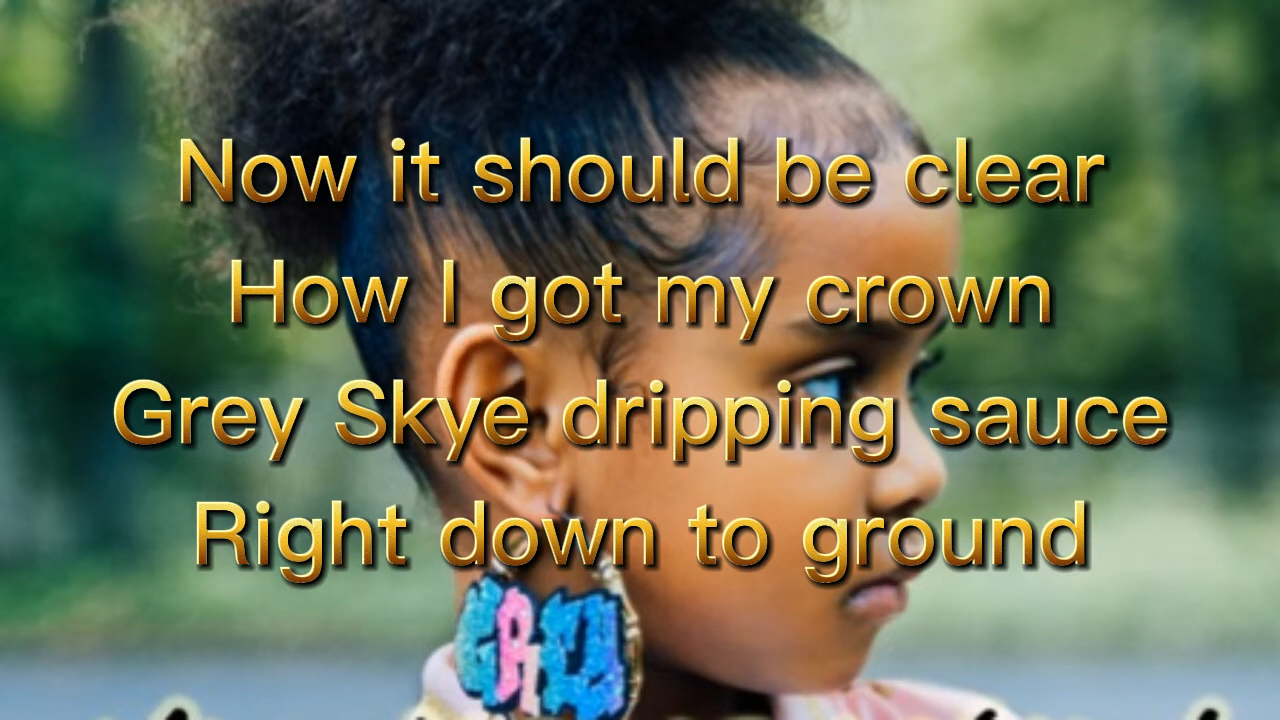 Now it should be clear
How I got my crown
Grey Skye dripping sauce
Right down to ground